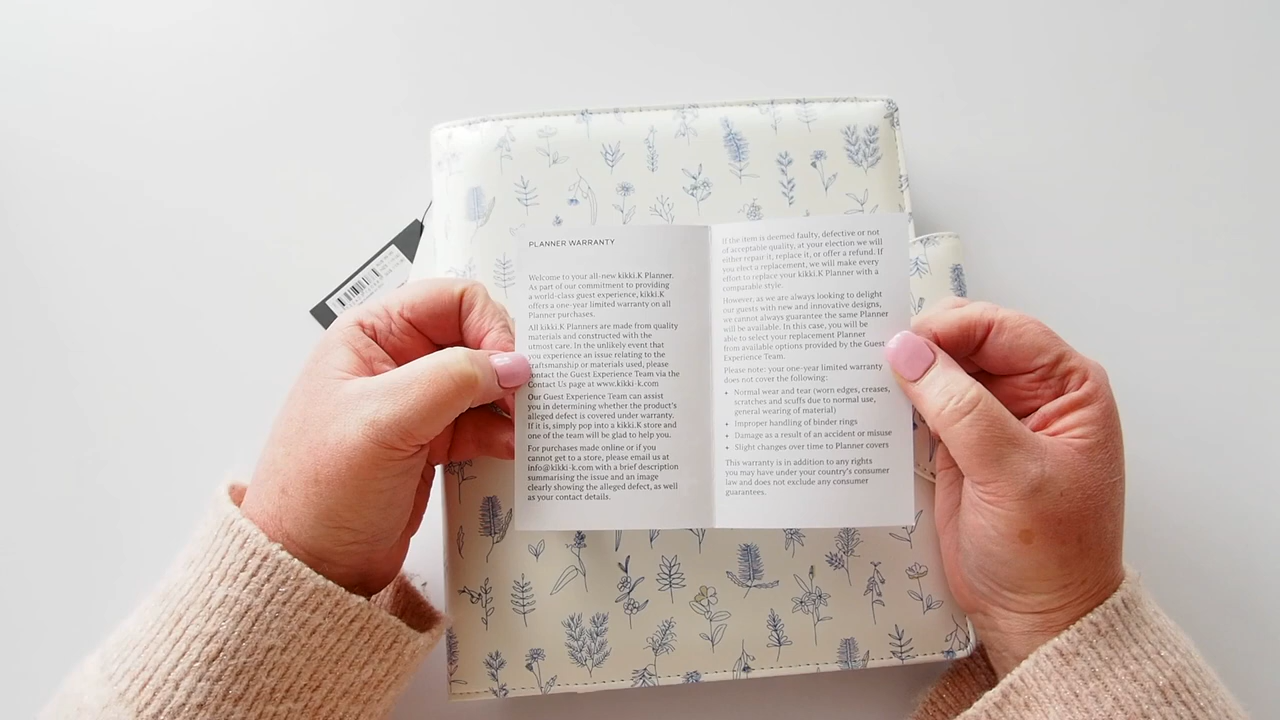 PLANNER WARRANTY
Welcome to your all-new kikki.K Planner.
As part of our commitment to providing
a world-class guest experience, kikki.K
offers a one-year limited warranty on all
Planner purchases.
All kikki.K Planners are made from quality
materials and constructed with the
utmost care. In the unlikely event that
you experience an issue relating to the
craftsmanship or materials used, please
contact the Guest Experience Team via the
Contact Us page at www.kikki-k.com
Our Guest Experience Team can assist
you in determining whether the product's
alleged defect is covered under warranty.
If it is, simply pop into a kikki.K store and
one of the team will be glad to help you.
For purchases made online or if you
cannot get to a store, please email us at
info@kikki-k.com with a brief description
summarising the issue and an image
clearly showing the alleged defect, as well
as your contact details.
If the item is deemed faulty, defective or not
of acceptable quality, at your election we will
either repair it, replace it, or offer a refund. If
you elect a replacement, we will make every
effort to replace your kikki.K Planner with a
comparable style.
However, as we are always looking to delight
our guests with new and innovative designs,
we cannot always guarantee the same Planner
will be available. In this case, you will be
able to select your replacement Planner
from available options provided by the Guest
Experience Team.
Please note: your one-year limited warranty
does not cover the following:
• Normal wear and tear (worn edges, creases,
scratches and scuffs due to normal use,
general wearing of material)
• Improper handling of binder rings
• Damage as a result of an accident or misuse
• Slight changes over time to Planner covers
This warranty is in addition to any rights
you may have under your country's consumer
law and does not exclude any consumer
guarantees.